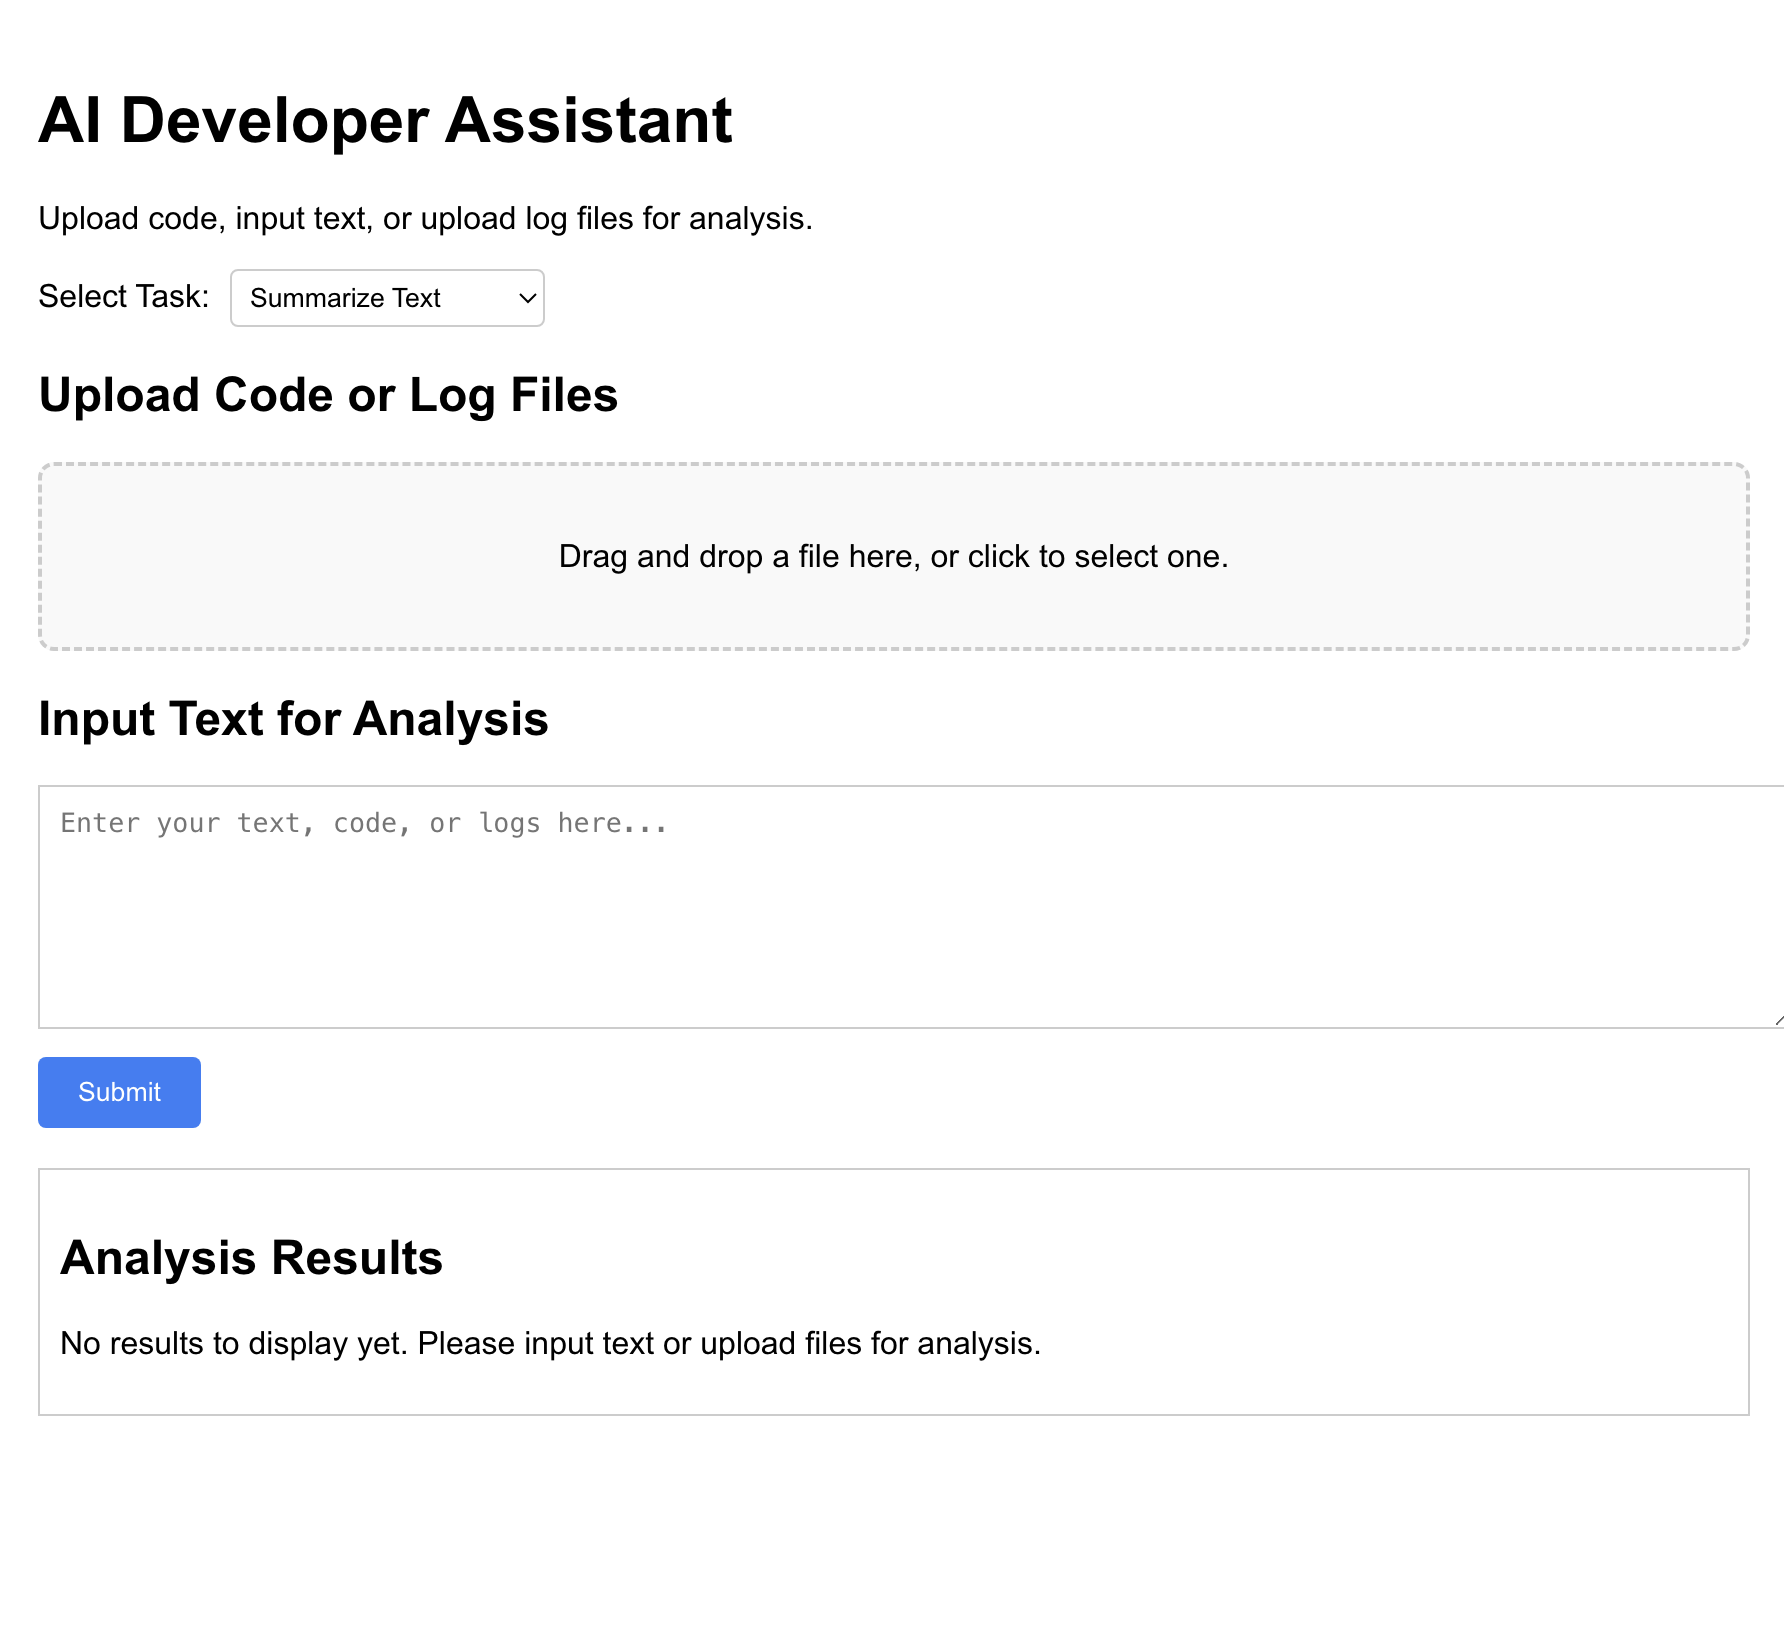 AI Developer Assistant
Upload code, input text, or upload log files for analysis.
Select Task: Summarize Text
Upload Code or Log Files
Drag and drop a file here, or click to select one.
Input Text for Analysis
Enter your text, code, or logs here...
Submit
Analysis Results
No results to display yet. Please input text or upload files for analysis.